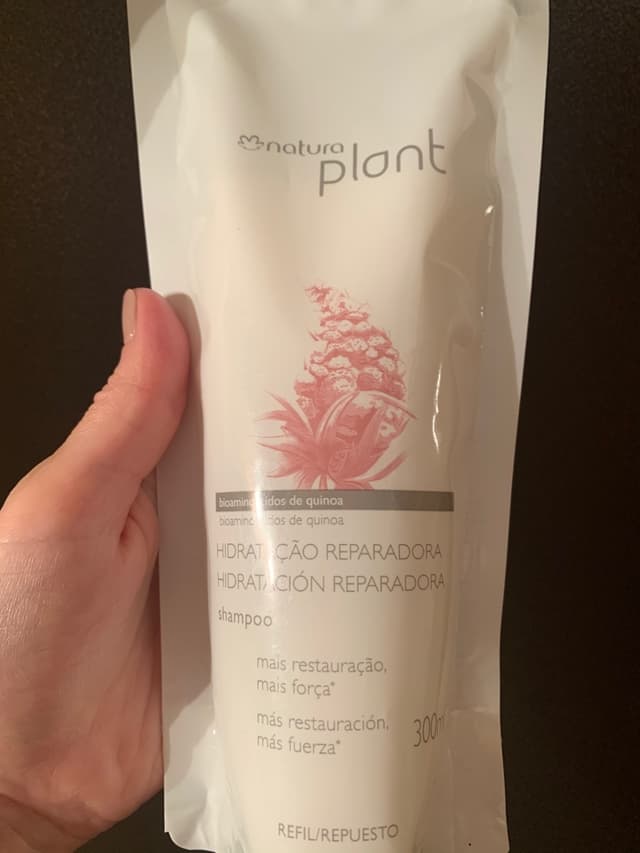 natura
plant
bioaminoácidos de quinoa
bioaminoácidos de quinoa
HIDRATAÇÃO REPARADORA
HIDRATACIÓN REPARADORA
shampoo
mais restauração,
mais força*
más restauración,
más fuerza*
300ml
REFIL/REPUESTO